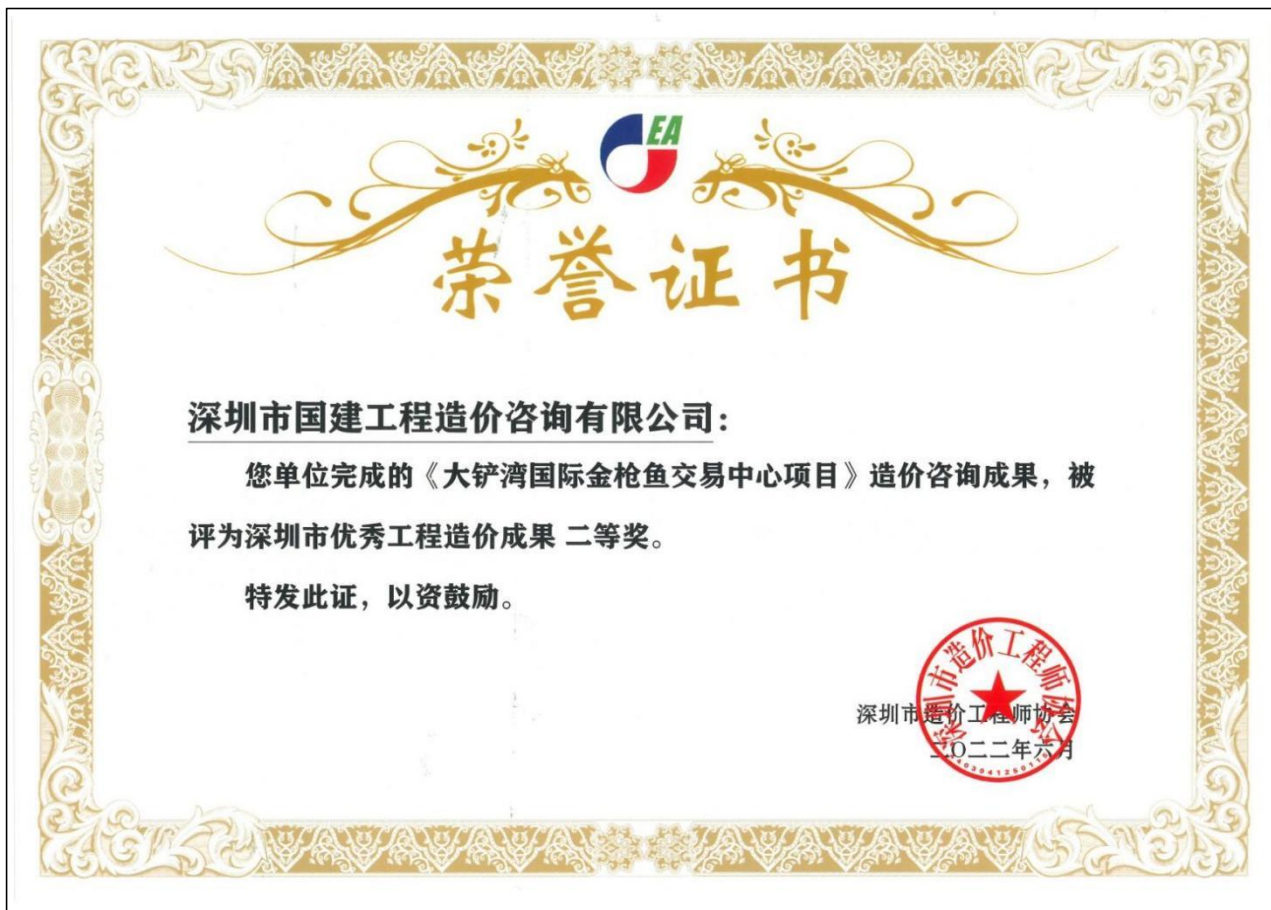 EA
荣誉证书
深圳市国建工程造价咨询有限公司：
您单位完成的《大铲湾国际金枪鱼交易中心项目》造价咨询成果，被
评为深圳市优秀工程造价成果 二等奖。
特发此证，以资鼓励。
深圳市造价工程师协会
深圳市造价工程师协会
二〇二二年六月